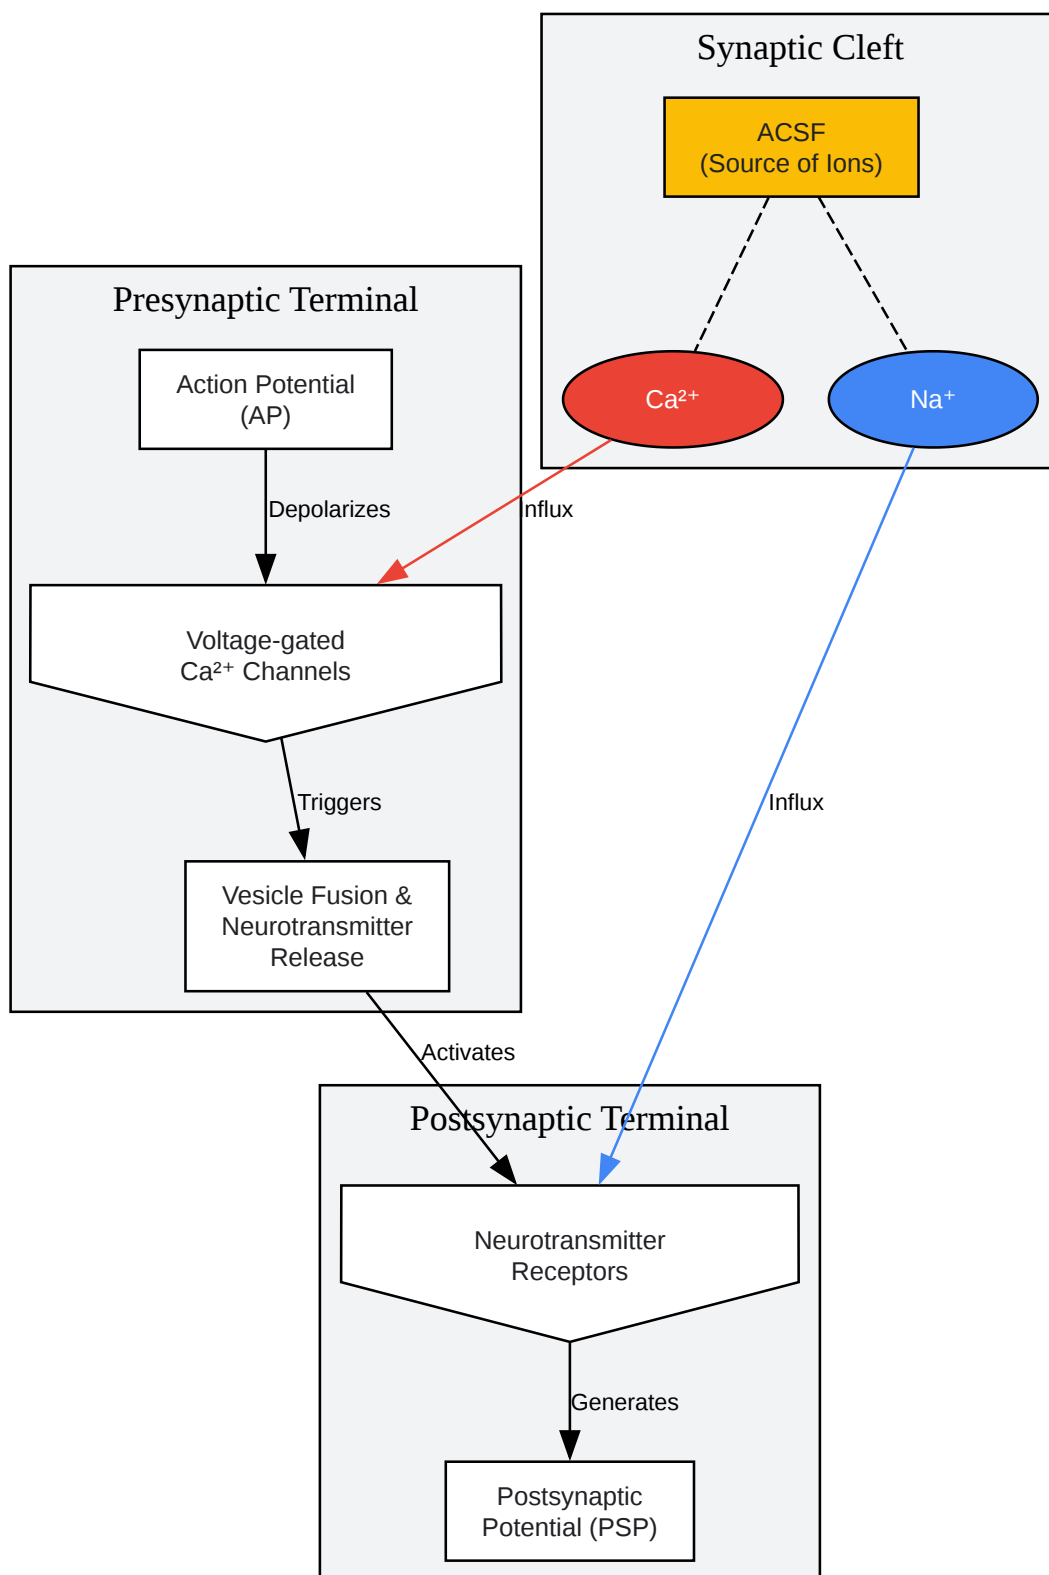 Synaptic Cleft
ACSF
(Source of Ions)
Ca²⁺
Na⁺
Presynaptic Terminal
Action Potential
(AP)
Depolarizes
Influx
Voltage-gated
Ca²⁺ Channels
Triggers
Influx
Vesicle Fusion &
Neurotransmitter
Release
Activates
Postsynaptic Terminal
Neurotransmitter
Receptors
Generates
Postsynaptic
Potential (PSP)